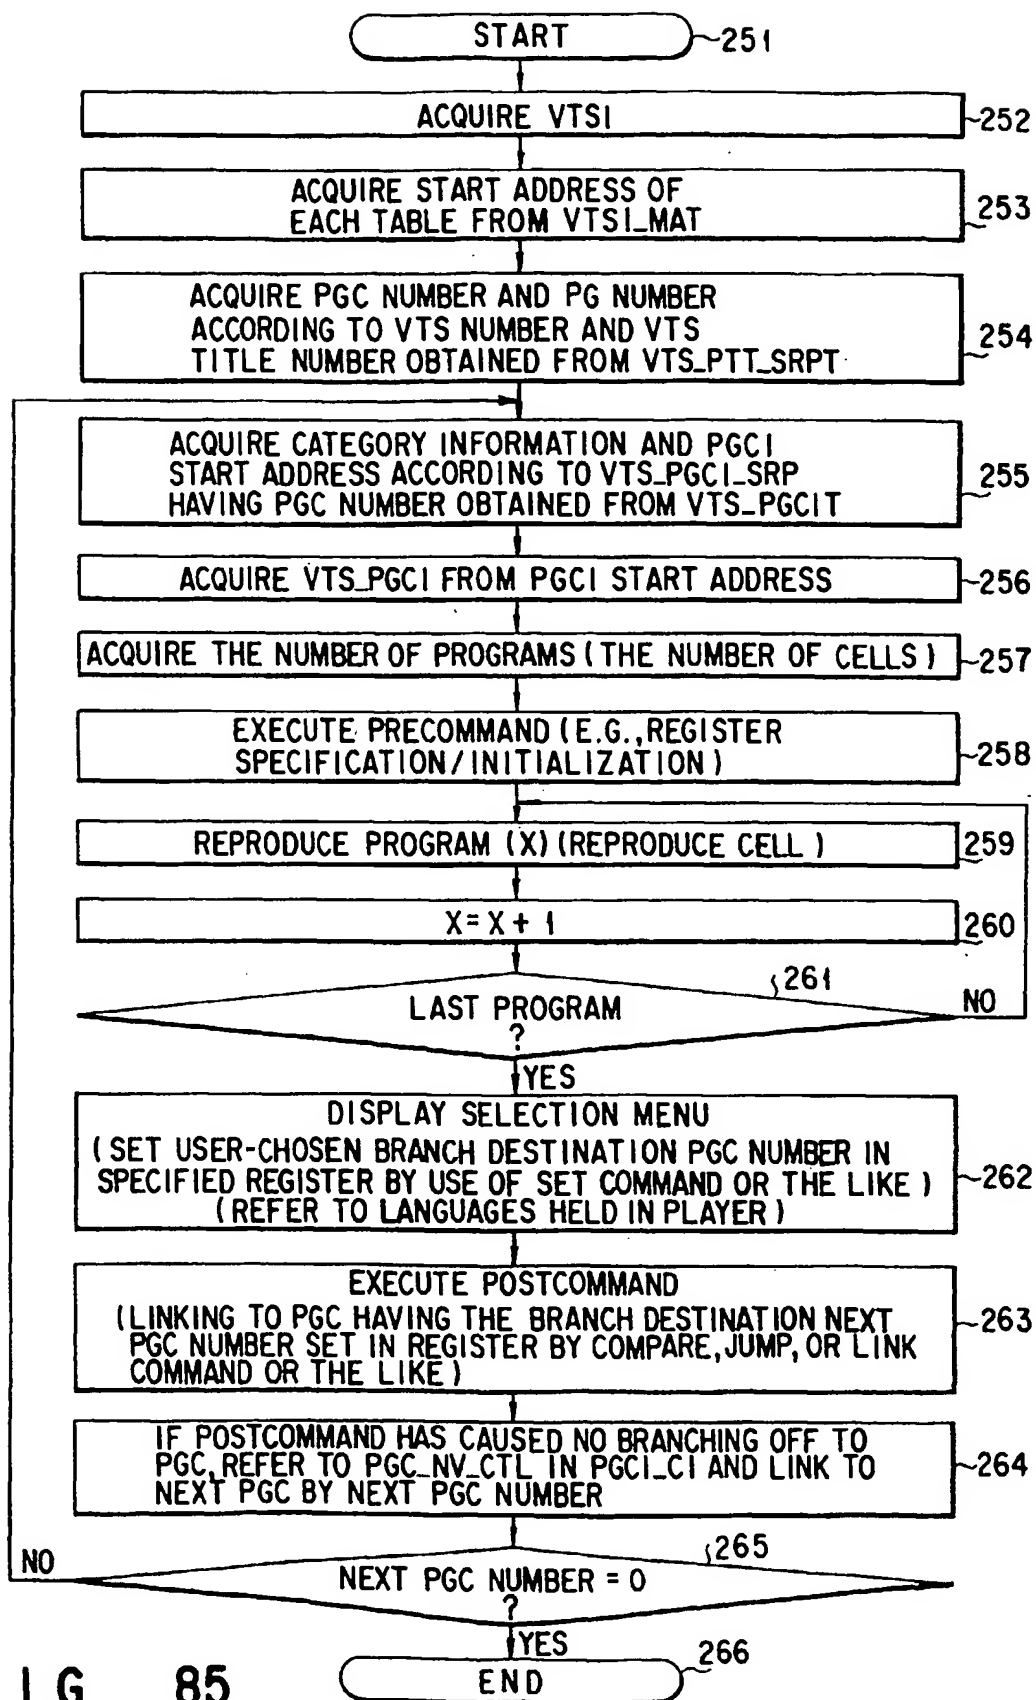 START
251
ACQUIRE VTSI
252
ACQUIRE START ADDRESS OF
EACH TABLE FROM VTSI_MAT
253
ACQUIRE PGC NUMBER AND PG NUMBER
ACCORDING TO VTS NUMBER AND VTS
TITLE NUMBER OBTAINED FROM VTS_PTT_SRPT
254
ACQUIRE CATEGORY INFORMATION AND PGCI
START ADDRESS ACCORDING TO VTS_PGCI_SRP
HAVING PGC NUMBER OBTAINED FROM VTS_PGCIT
255
ACQUIRE VTS_PGCI FROM PGCI START ADDRESS
256
ACQUIRE THE NUMBER OF PROGRAMS (THE NUMBER OF CELLS)
257
EXECUTE PRECOMMAND (E.G.,REGISTER
SPECIFICATION/INITIALIZATION)
258
REPRODUCE PROGRAM (X) (REPRODUCE CELL)
259
X=X+1
260
261
LAST PROGRAM
?
NO
YES
DISPLAY SELECTION MENU
(SET USER-CHOSEN BRANCH DESTINATION PGC NUMBER IN
SPECIFIED REGISTER BY USE OF SET COMMAND OR THE LIKE)
(REFER TO LANGUAGES HELD IN PLAYER)
262
EXECUTE POSTCOMMAND
(LINKING TO PGC HAVING THE BRANCH DESTINATION NEXT
PGC NUMBER SET IN REGISTER BY COMPARE, JUMP, OR LINK
COMMAND OR THE LIKE)
263
IF POSTCOMMAND HAS CAUSED NO BRANCHING OFF TO
PGC, REFER TO PGC_NV_CTL IN PGCI_CI AND LINK TO
NEXT PGC BY NEXT PGC NUMBER
264
265
NO
NEXT PGC NUMBER = 0
?
YES
END
266
IG. 85